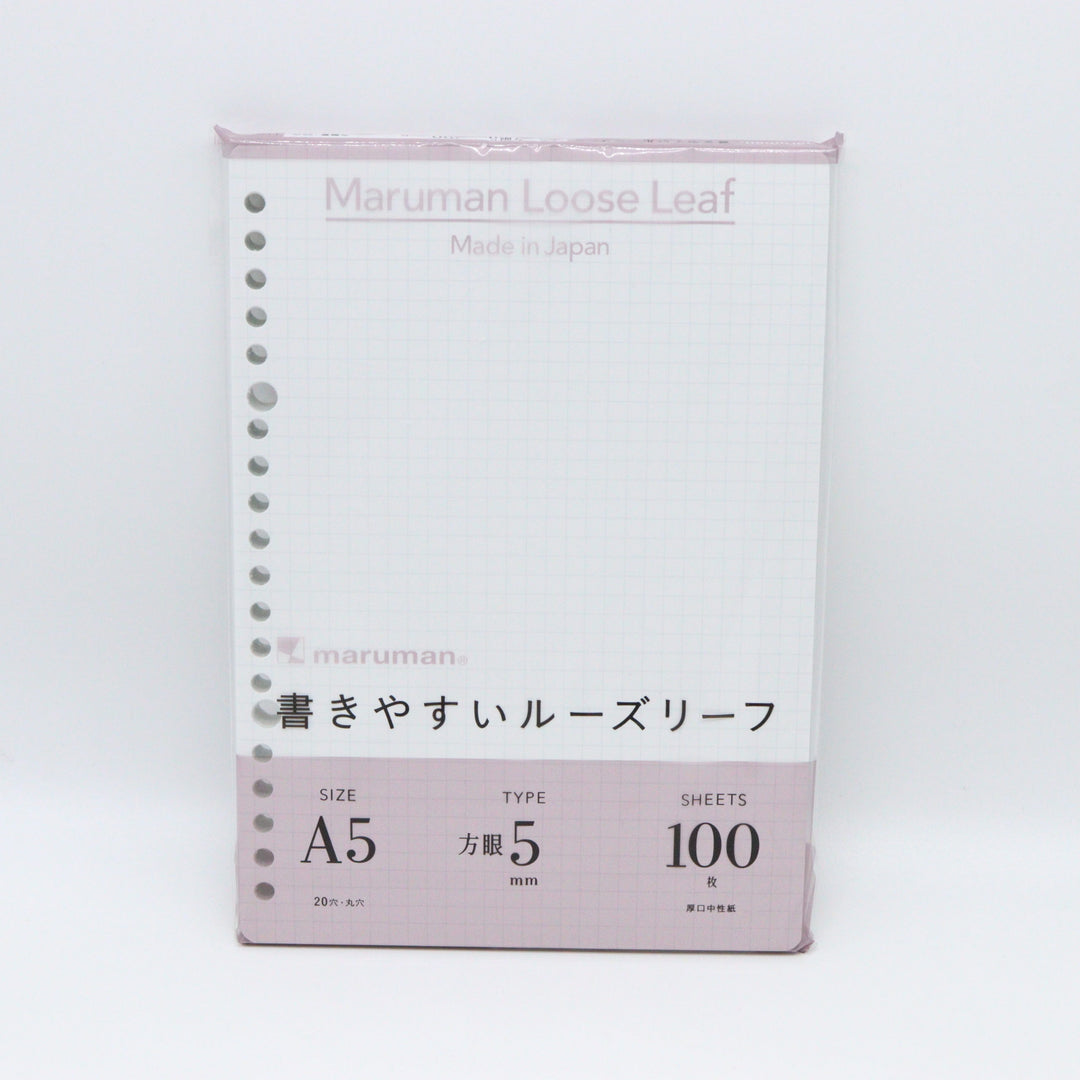 Maruman Loose Leaf
Made in Japan
maruman®
書きやすいルーズリーフ
SIZE
A5
20穴・丸穴
TYPE
方眼5
mm
SHEETS
100
枚
厚口中性紙